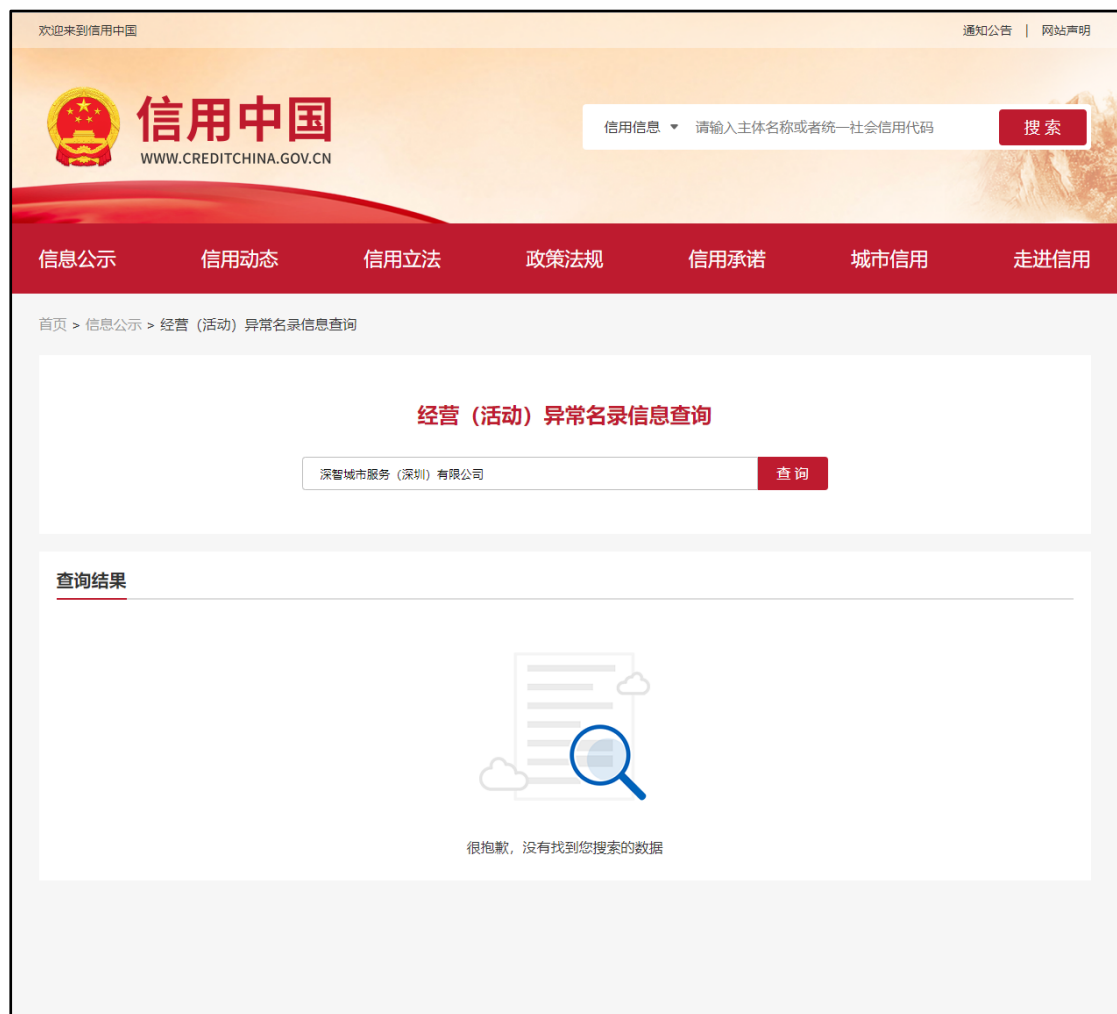 欢迎来到信用中国
通知公告 | 网站声明
信用中国
WWW.CREDITCHINA.GOV.CN
信用信息 请输入主体名称或者统一社会信用代码 搜索
信息公示 信用动态 信用立法 政策法规 信用承诺 城市信用 走进信用
首页 > 信息公示 > 经营（活动）异常名录信息查询
经营（活动）异常名录信息查询
深智城市服务（深圳）有限公司 查询
查询结果
很抱歉，没有找到您搜索的数据